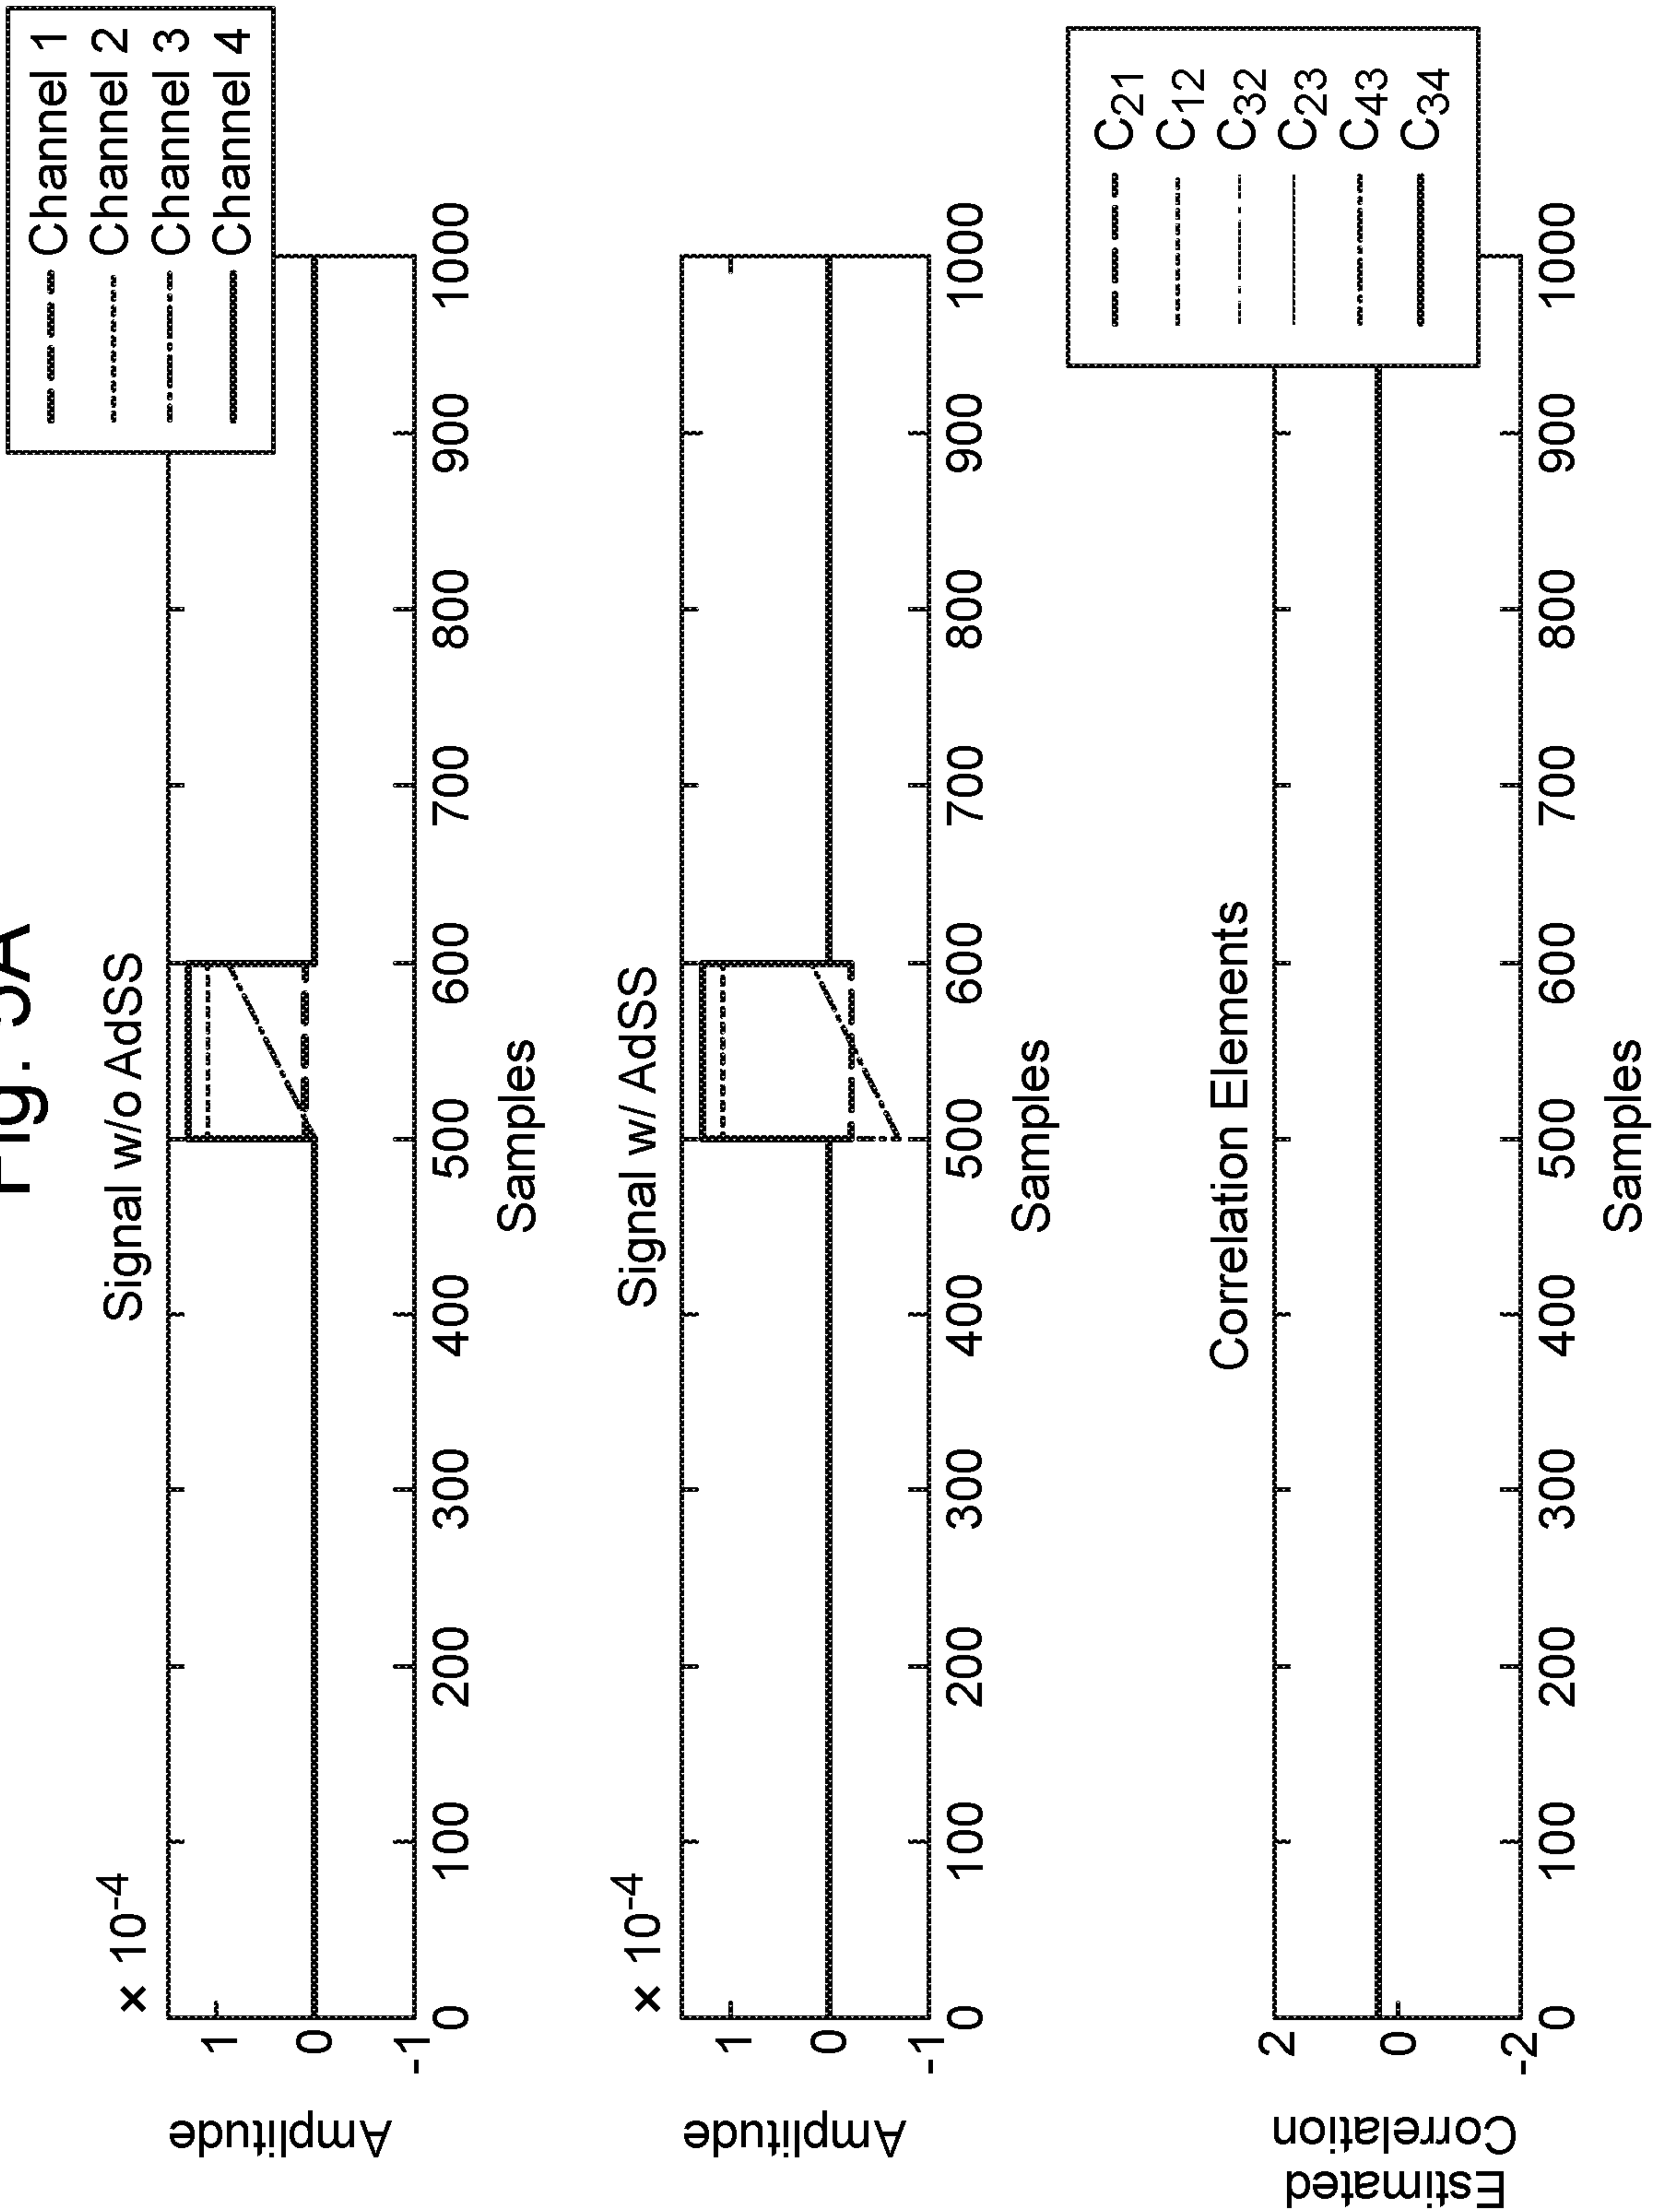 Signal w/o AdSS
× 10-4
Amplitude
1
0
-1
0 100 200 300 400 500 600 700 800 900 1000
Samples
Channel 1
Channel 2
Channel 3
Channel 4
Signal w/ AdSS
× 10-4
Amplitude
1
0
-1
0 100 200 300 400 500 600 700 800 900 1000
Samples
Correlation Elements
Estimated
Correlation
2
0
-2
0 100 200 300 400 500 600 700 800 900 1000
Samples
C21
C12
C32
C23
C43
C34